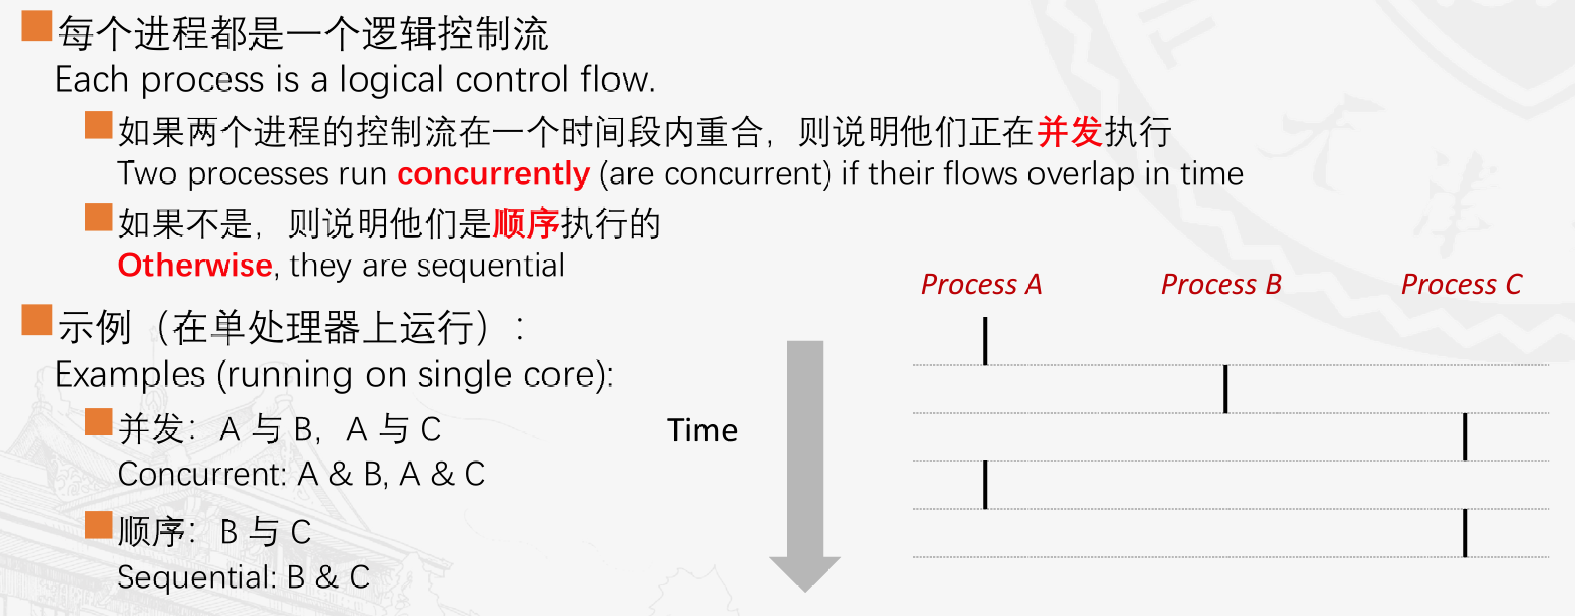 每个进程都是一个逻辑控制流
Each process is a logical control flow.
如果两个进程的控制流在一个时间段内重合，则说明他们正在并发执行
Two processes run concurrently (are concurrent) if their flows overlap in time
如果不是，则说明他们是顺序执行的
Otherwise, they are sequential
示例（在单处理器上运行）：
Examples (running on single core):
并发：A 与 B，A 与 C
Concurrent: A & B, A & C
顺序：B 与 C
Sequential: B & C
Process A
Process B
Process C
Time